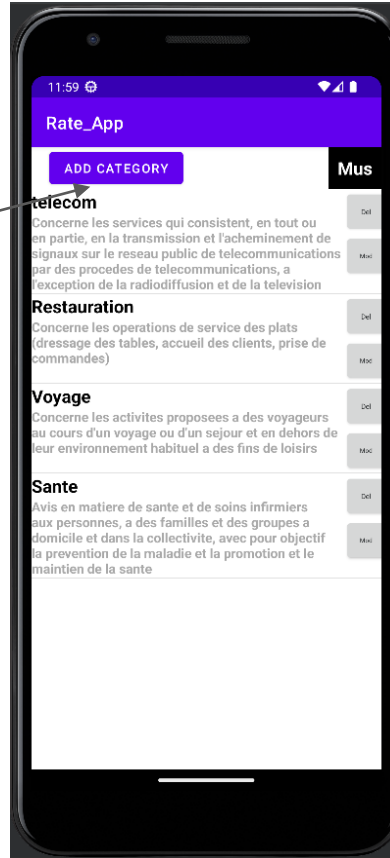 11:59
Rate_App
ADD CATEGORY
Mus
telecom
Del
Concerne les services qui consistent, en tout ou
en partie, en la transmission et l'acheminement de
signaux sur le reseau public de telecommunications
Mod
par des procedes de telecommunications, a
l'exception de la radiodiffusion et de la television
Restauration
Del
Concerne les operations de service des plats
(dressage des tables, accueil des clients, prise de
commandes)
Mod
Voyage
Del
Concerne les activites proposees a des voyageurs
au cours d'un voyage ou d'un sejour et en dehors de
leur environnement habituel a des fins de loisirs
Mod
Sante
Del
Avis en matiere de sante et de soins infirmiers
aux personnes, a des familles et des groupes a
domicile et dans la collectivite, avec pour objectif
Mod
la prevention de la maladie et la promotion et le
maintien de la sante